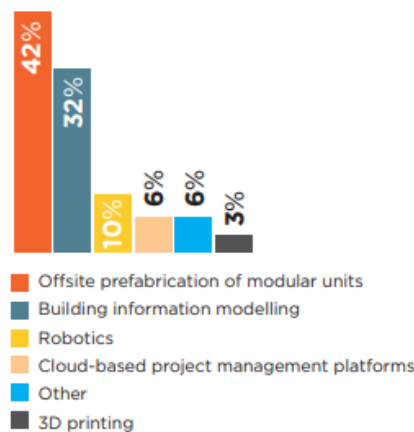 42%
32%
10%
6%
6%
3%
Offsite prefabrication of modular units
Building information modelling
Robotics
Cloud-based project management platforms
Other
3D printing